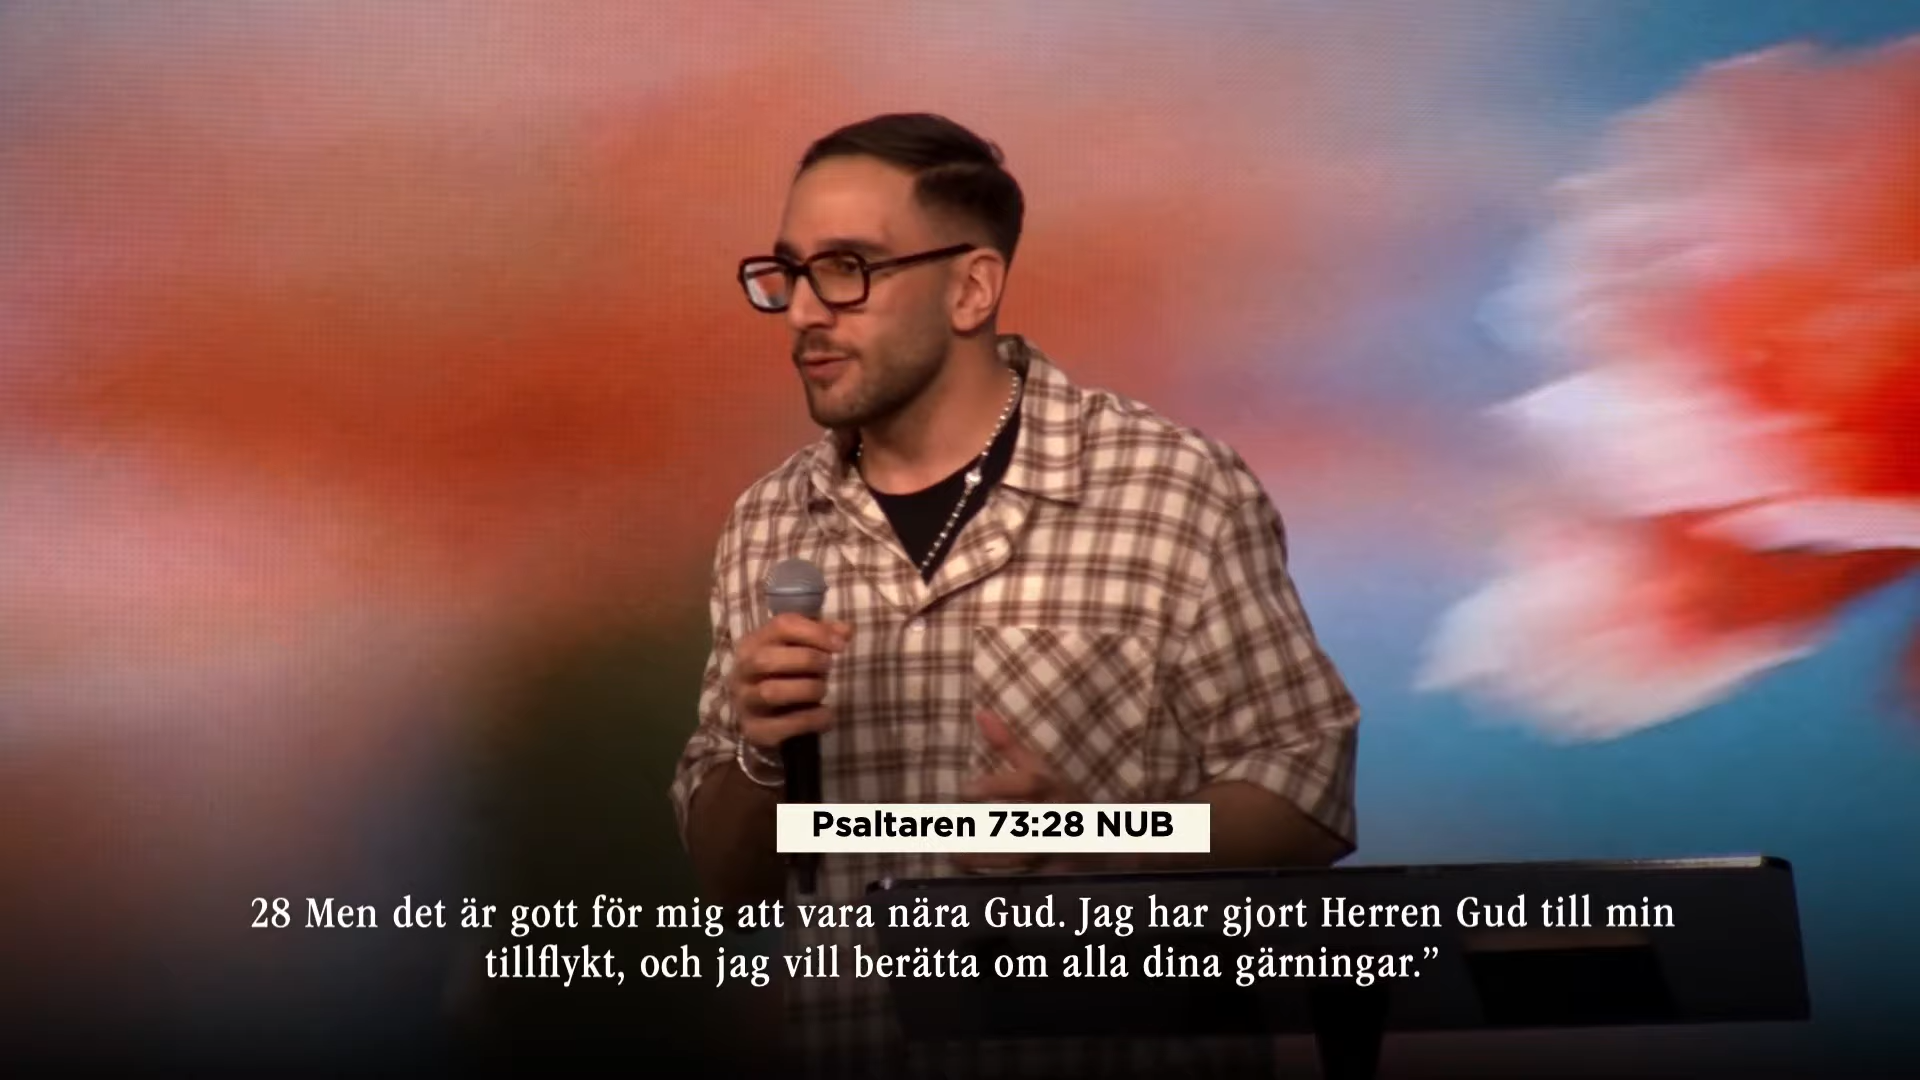 Psaltaren 73:28 NUB
28 Men det är gott för mig att vara nära Gud. Jag har gjort Herren Gud till min
tillflykt, och jag vill berätta om alla dina gärningar.”